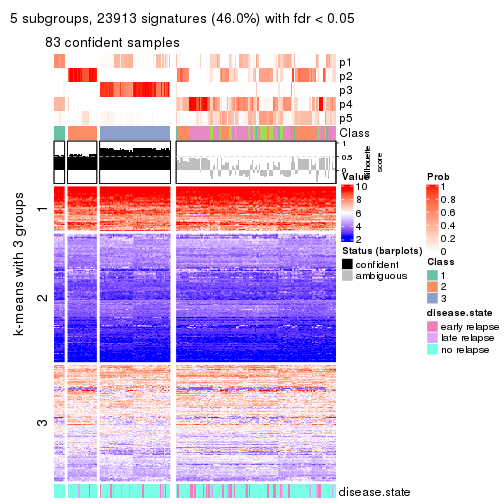 5 subgroups, 23913 signatures (46.0%) with fdr < 0.05
83 confident samples
p1
p2
p3
p4
p5
Class
1
0.5
0
silhouette
score
k-means with 3 groups
1
2
3
Value
10
8
6
4
2
Status (barplots)
confident
ambiguous
Prob
1
0.8
0.6
0.4
0.2
0
Class
1
2
3
disease.state
early relapse
late relapse
no relapse
disease.state